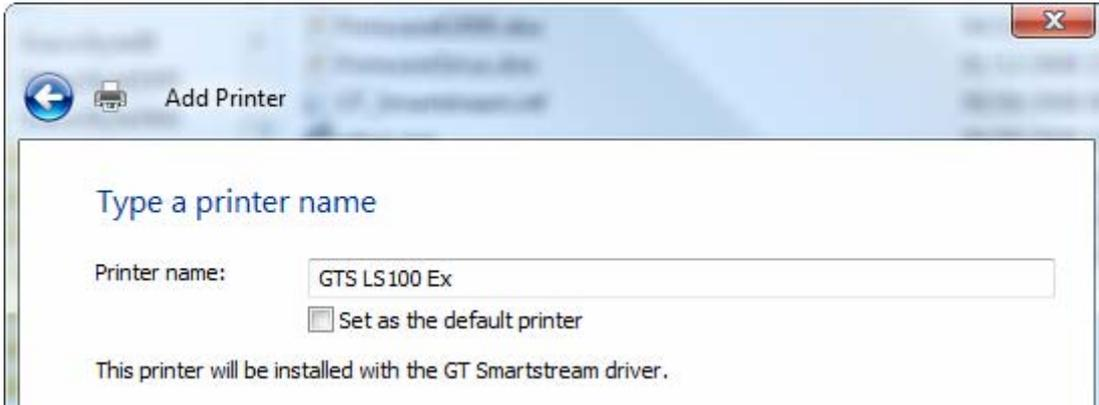 Add Printer
Type a printer name
Printer name: GTS LS100 Ex
Set as the default printer
This printer will be installed with the GT Smartstream driver.